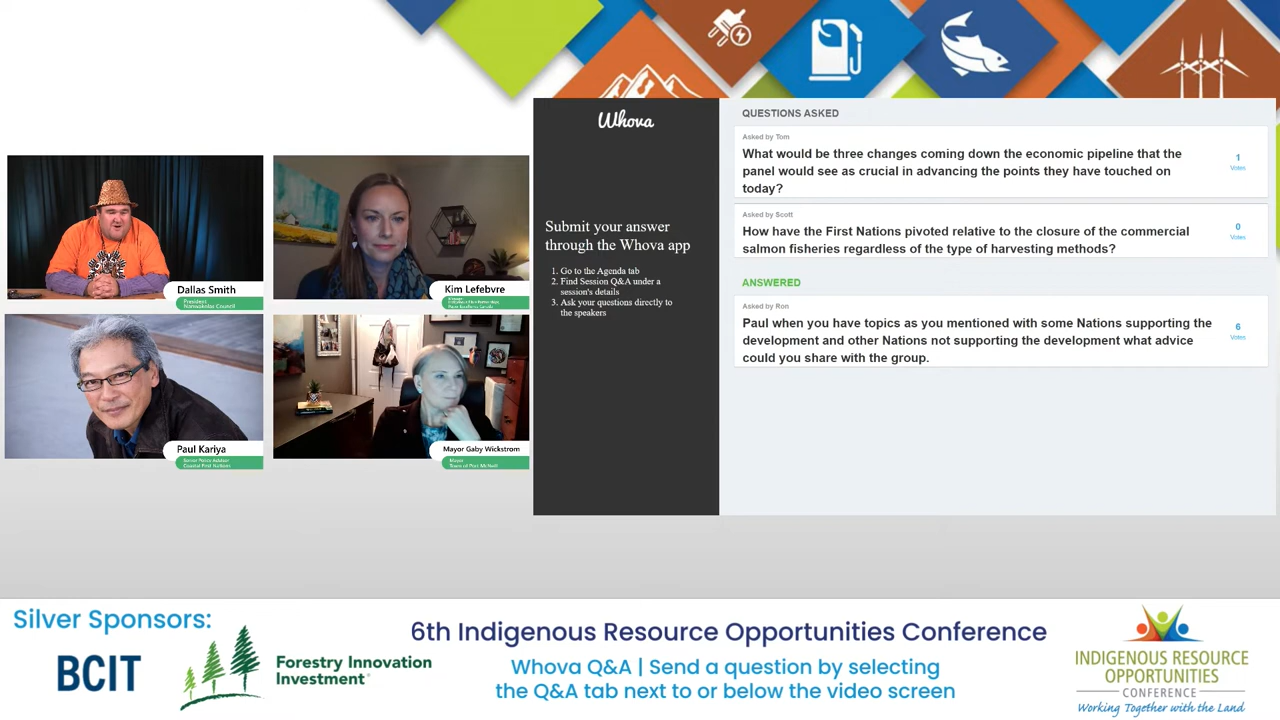 Whova
Submit your answer
through the Whova app
1. Go to the Agenda tab
2. Find Session Q&A under a
session's details
3. Ask your questions directly to
the speakers
QUESTIONS ASKED
Asked by Tom
What would be three changes coming down the economic pipeline that the
panel would see as crucial in advancing the points they have touched on
today?
1
Votes
Asked by Scott
How have the First Nations pivoted relative to the closure of the commercial
salmon fisheries regardless of the type of harvesting methods?
0
Votes
ANSWERED
Asked by Ron
Paul when you have topics as you mentioned with some Nations supporting the
development and other Nations not supporting the development what advice
could you share with the group.
6
Votes
Dallas Smith
President
Nanwakolas Council
Kim Lefebvre
Paul Kariya
Senior Policy Advisor
Coastal First Nations
Mayor Gaby Wickstrom
Mayor
Town of Port McNeill
Silver Sponsors:
BCIT
Forestry Innovation
Investment
6th Indigenous Resource Opportunities Conference
Whova Q&A | Send a question by selecting
the Q&A tab next to or below the video screen
INDIGENOUS RESOURCE
OPPORTUNITIES
CONFERENCE
Working Together with the Land